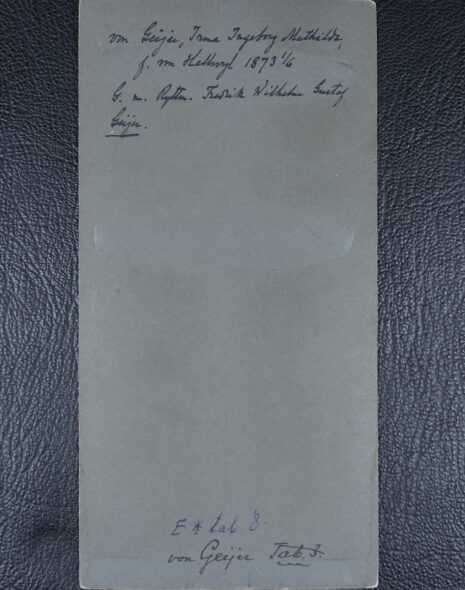 von Geijer, Irma Ingeborg Mathilda,
f. von Hallwyl 1873 1/6
G. m. Ryttm. Fredrik Wilhelm Gustaf
Geijer.
E * tab. 8.
von Geijer Tab. 3.